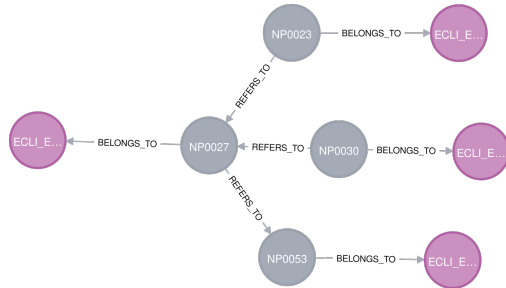 NP0023
BELONGS_TO
ECLI_E...
REFERS_TO
ECLI_E...
BELONGS_TO
NP0027
REFERS_TO
NP0030
BELONGS_TO
ECLI_E...
REFERS_TO
NP0053
BELONGS_TO
ECLI_E...